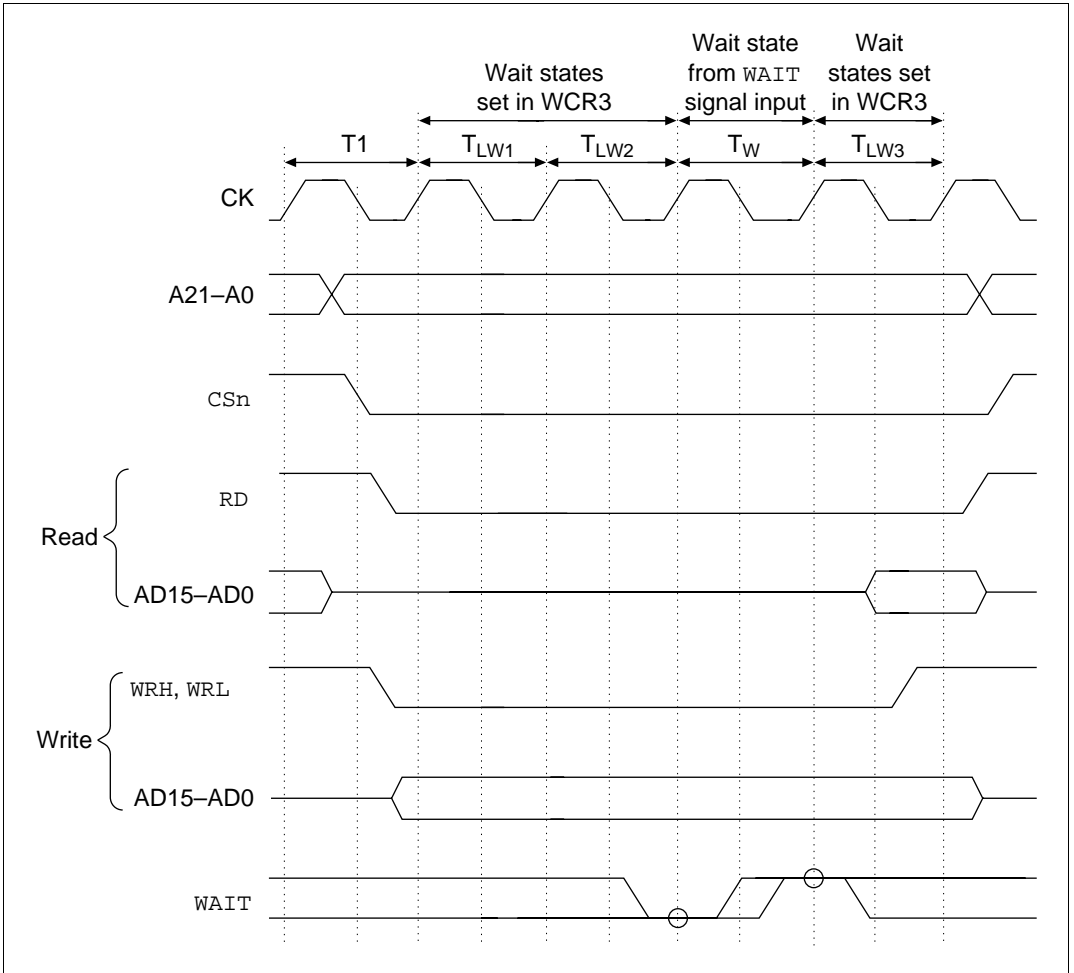 Wait states
set in WCR3
Wait state
from WAIT
signal input
Wait
states set
in WCR3
T1
TLW1
TLW2
TW
TLW3
CK
A21–A0
CSn
Read
RD
AD15–AD0
Write
WRH, WRL
AD15–AD0
WAIT